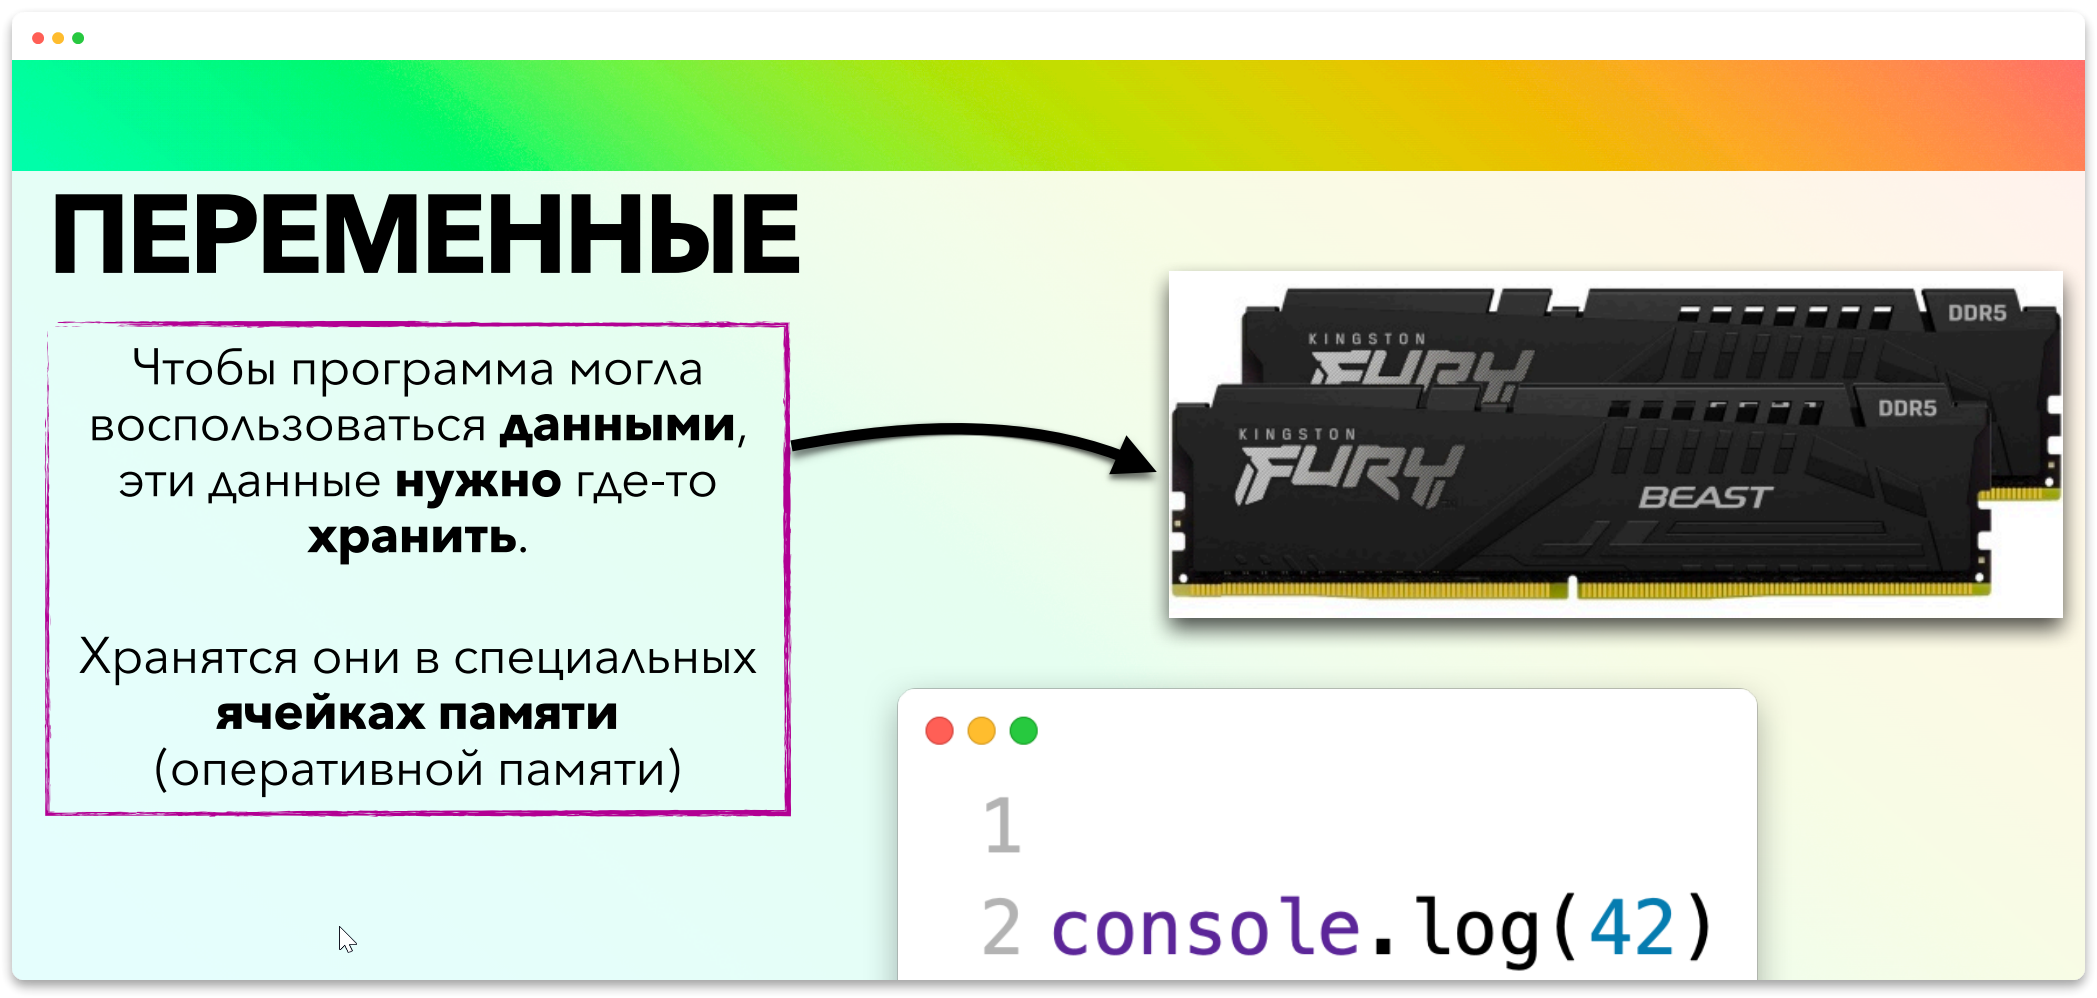 ПЕРЕМЕННЫЕ
Чтобы программа могла
воспользоваться данными,
эти данные нужно где-то
хранить.
Хранятся они в специальных
ячейках памяти
(оперативной памяти)
DDR5
KINGSTON
FURY
DDR5
KINGSTON
FURY
BEAST
1
2 console.log(42)